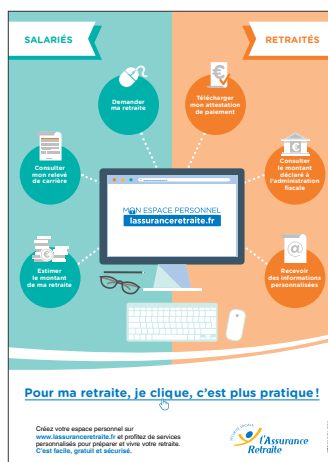 SALARIÉS
RETRAITÉS
Demander
ma retraite
Télécharger
mon attestation
de paiement
Consulter
mon relevé
de carrière
Consulter
le montant
déclaré à
l'administration
fiscale
MON ESPACE PERSONNEL
lassuranceretraite.fr
Estimer
le montant
de ma retraite
Recevoir
des informations
personnalisées
Pour ma retraite, je clique, c'est plus pratique !
Créez votre espace personnel sur
www.lassuranceretraite.fr et profitez de services
personnalisés pour préparer et vivre votre retraite.
C'est facile, gratuit et sécurisé.
l'Assurance
Retraite